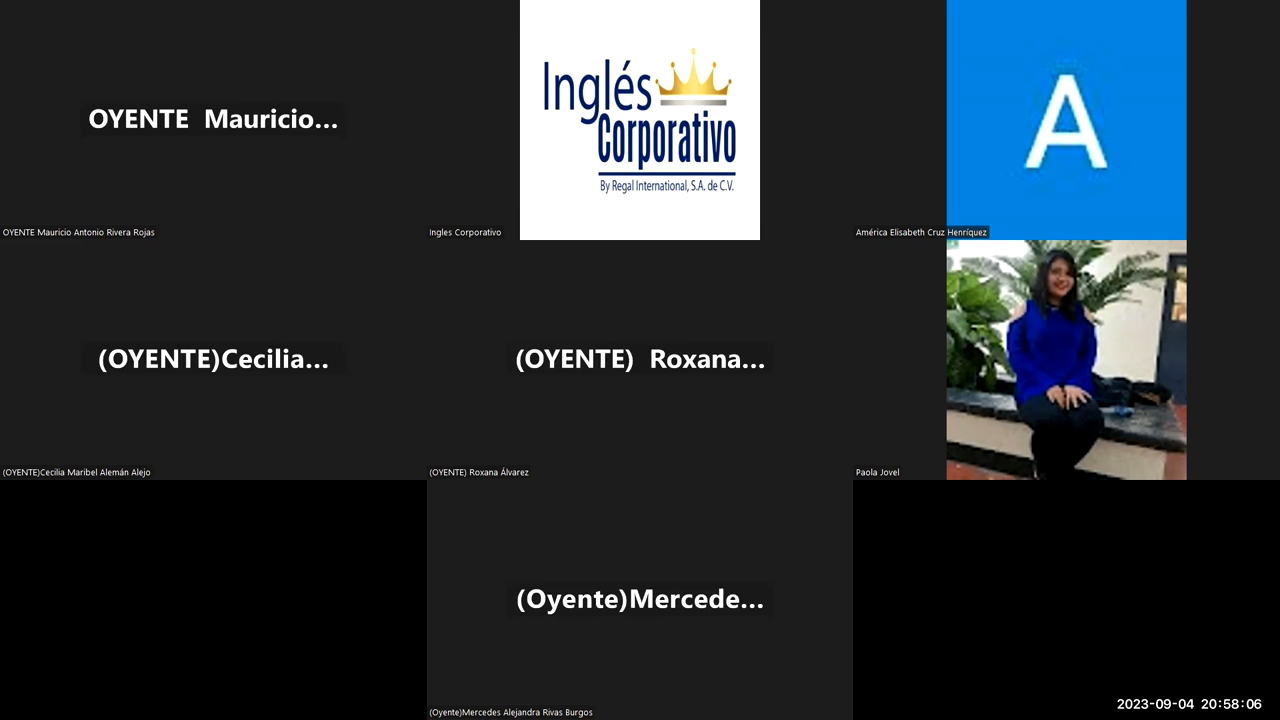 OYENTE Mauricio...
OYENTE Mauricio Antonio Rivera Rojas
Inglés
Corporativo
By Regal International, S.A. de C.V.
Ingles Corporativo
A
América Elisabeth Cruz Henríquez
(OYENTE)Cecilia...
(OYENTE)Cecilia Maribel Alemán Alejo
(OYENTE) Roxana...
(OYENTE) Roxana Álvarez
Paola Jovel
(Oyente)Mercede...
(Oyente)Mercedes Alejandra Rivas Burgos
2023-09-04 20:58:06